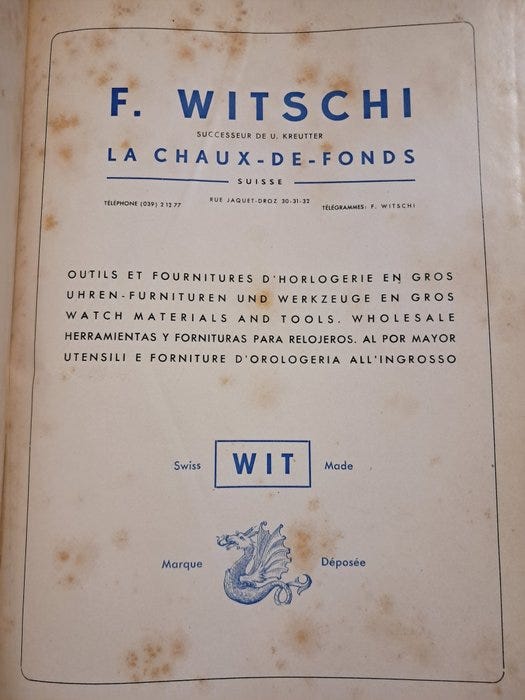 F. WITSCHI
SUCCESSEUR DE U. KREUTTER
LA CHAUX-DE-FONDS
SUISSE
TÉLÉPHONE (039) 2 12 77 RUE JAQUET-DROZ 30-31-32 TÉLÉGRAMMES: F. WITSCHI
OUTILS ET FOURNITURES D'HORLOGERIE EN GROS
UHREN-FURNITUREN UND WERKZEUGE EN GROS
WATCH MATERIALS AND TOOLS. WHOLESALE
HERRAMIENTAS Y FORNITURAS PARA RELOJEROS. AL POR MAYOR
UTENSILI E FORNITURE D'OROLOGERIA ALL'INGROSSO
Swiss WIT Made
Marque Déposée